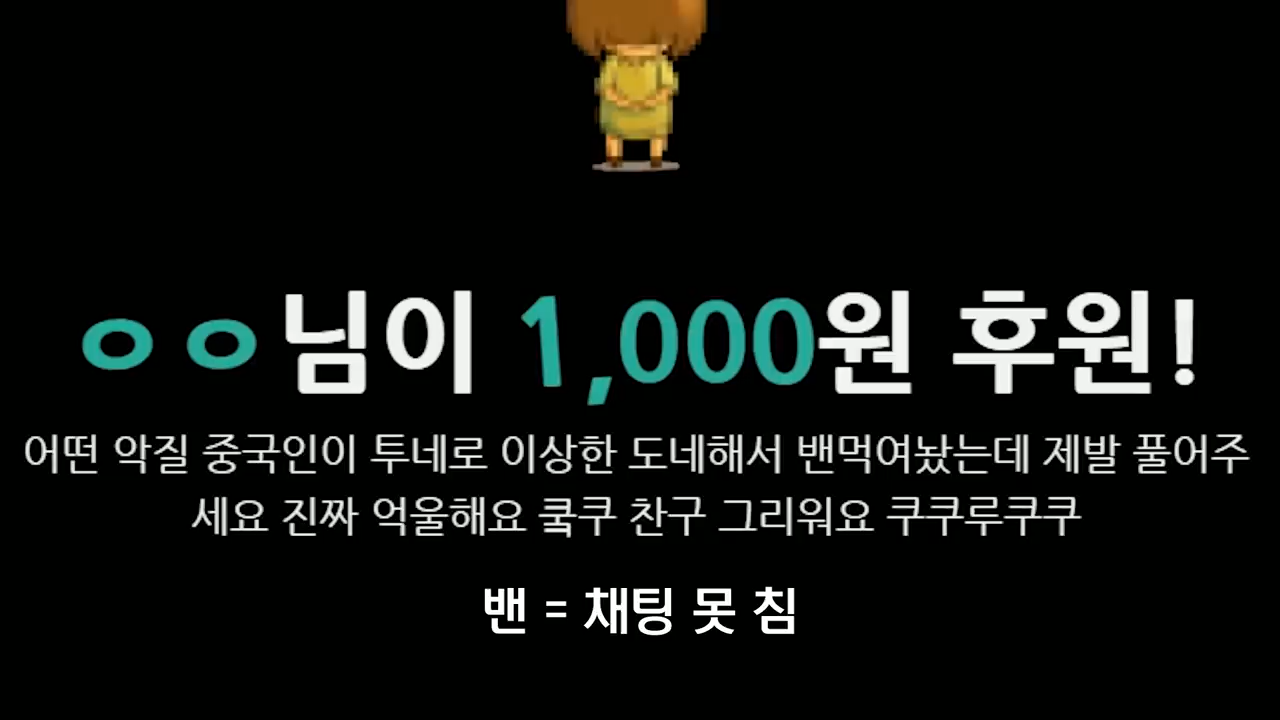 ㅇㅇ님이 1,000원 후원!
어떤 악질 중국인이 투네로 이상한 도네해서 밴먹여놨는데 제발 풀어주
세요 진짜 억울해요 쿸쿠 찬구 그리워요 쿠쿠루쿠쿠
밴 = 채팅 못 침